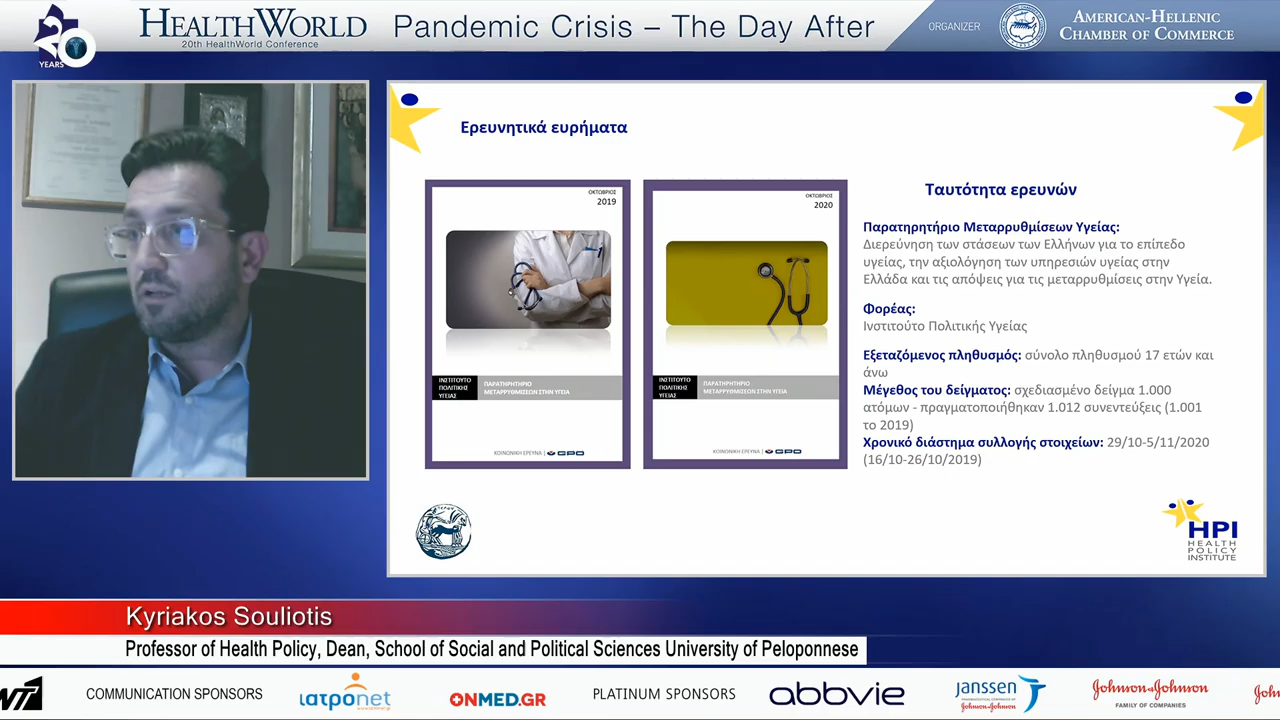 20
YEARS
HEALTHWORLD
20th HealthWorld Conference
Pandemic Crisis – The Day After
ORGANIZER
AMERICAN-HELLENIC
CHAMBER OF COMMERCE
Ερευνητικά ευρήματα
ΟΚΤΩΒΡΙΟΣ
2019
ΙΝΣΤΙΤΟΥΤΟ
ΠΟΛΙΤΙΚΗΣ
ΥΓΕΙΑΣ
ΠΑΡΑΤΗΡΗΤΗΡΙΟ
ΜΕΤΑΡΡΥΘΜΙΣΕΩΝ ΣΤΗΝ ΥΓΕΙΑ
ΚΟΙΝΩΝΙΚΗ ΕΡΕΥΝΑ | GPO
ΟΚΤΩΒΡΙΟΣ
2020
ΙΝΣΤΙΤΟΥΤΟ
ΠΟΛΙΤΙΚΗΣ
ΥΓΕΙΑΣ
ΠΑΡΑΤΗΡΗΤΗΡΙΟ
ΜΕΤΑΡΡΥΘΜΙΣΕΩΝ ΣΤΗΝ ΥΓΕΙΑ
ΚΟΙΝΩΝΙΚΗ ΕΡΕΥΝΑ | GPO
Ταυτότητα ερευνών
Παρατηρητήριο Μεταρρυθμίσεων Υγείας:
Διερεύνηση των στάσεων των Ελλήνων για το επίπεδο
υγείας, την αξιολόγηση των υπηρεσιών υγείας στην
Ελλάδα και τις απόψεις για τις μεταρρυθμίσεις στην Υγεία.
Φορέας:
Ινστιτούτο Πολιτικής Υγείας
Εξεταζόμενος πληθυσμός: σύνολο πληθυσμού 17 ετών και
άνω
Μέγεθος του δείγματος: σχεδιασμένο δείγμα 1.000
ατόμων - πραγματοποιήθηκαν 1.012 συνεντεύξεις (1.001
το 2019)
Χρονικό διάστημα συλλογής στοιχείων: 29/10-5/11/2020
(16/10-26/10/2019)
HPI
HEALTH
POLICY
INSTITUTE
Kyriakos Souliotis
Professor of Health Policy, Dean, School of Social and Political Sciences University of Peloponnese
COMMUNICATION SPONSORS
ιατροnet
ONMED.GR
PLATINUM SPONSORS
abbvie
janssen
Johnson & Johnson
Johnson & Johnson
FAMILY OF COMPANIES